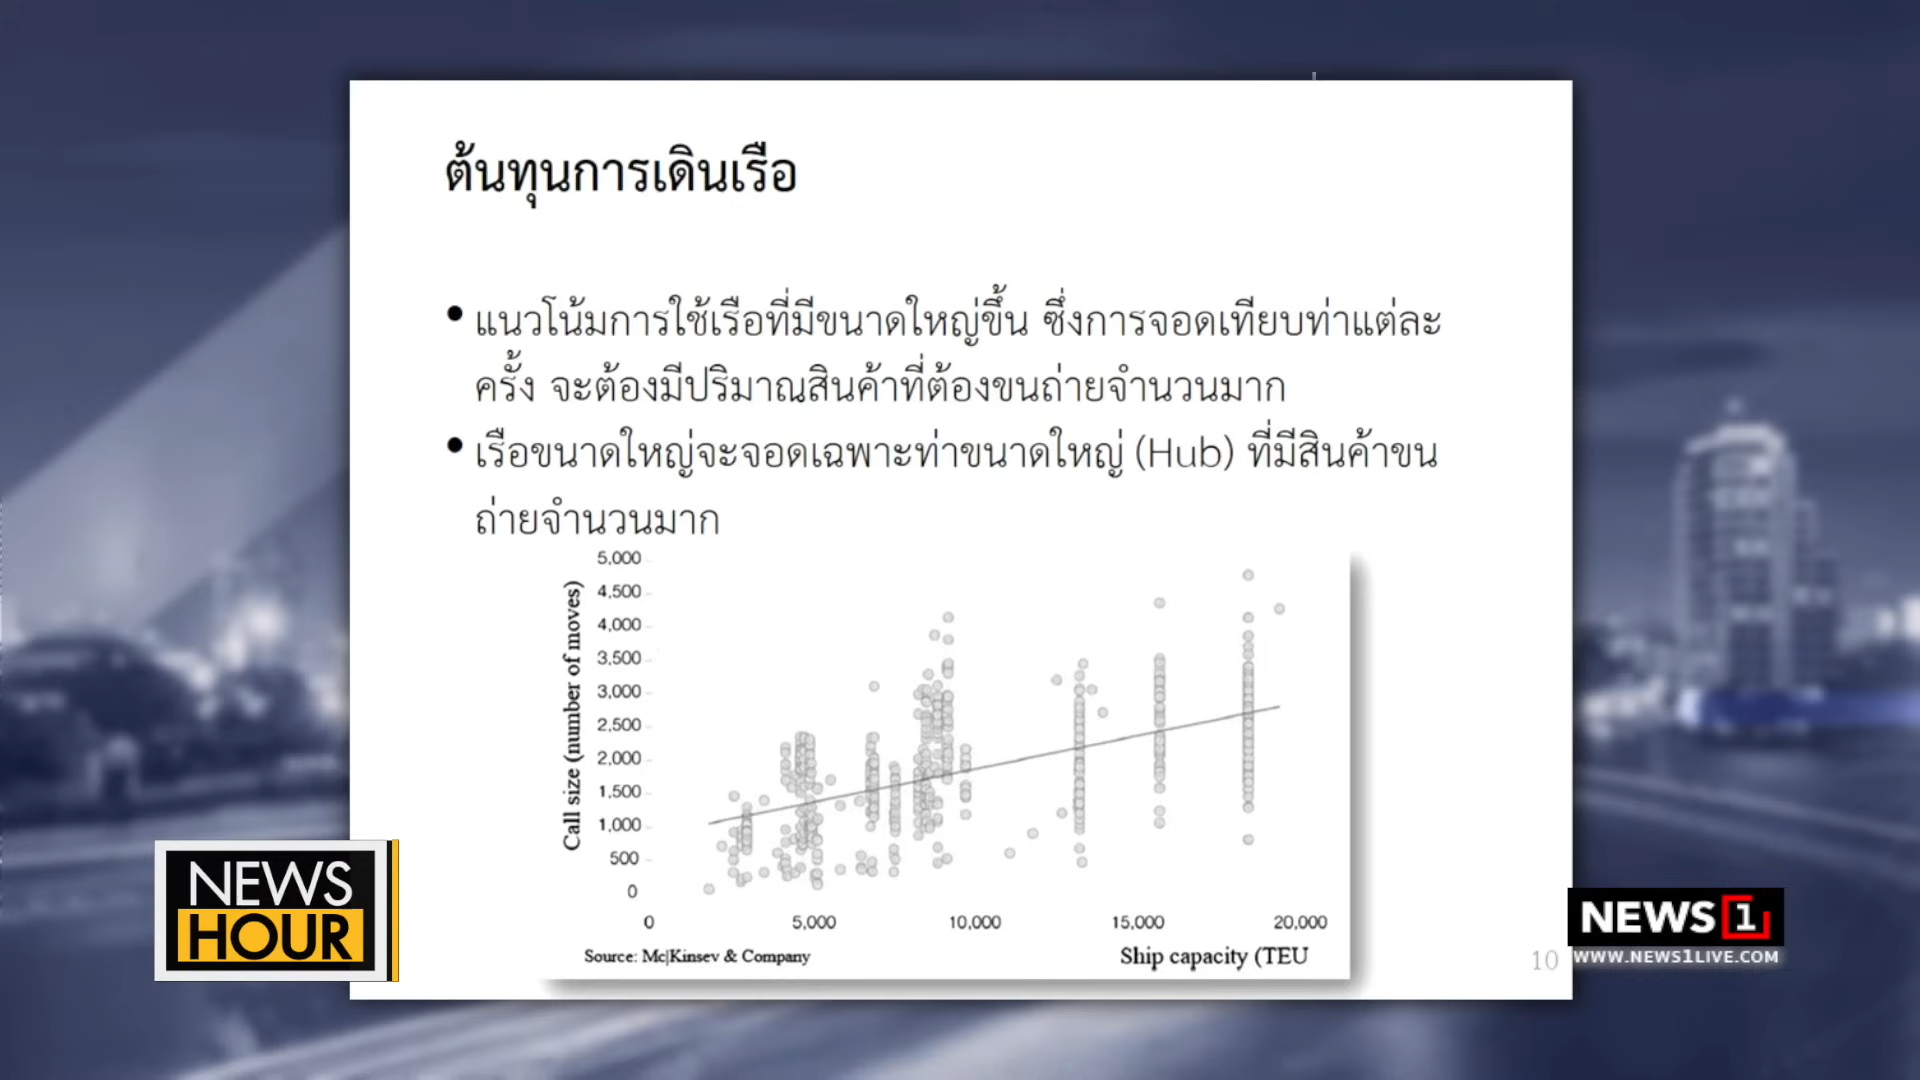 ต้นทุนการเดินเรือ
• แนวโน้มการใช้เรือที่มีขนาดใหญ่ขึ้น ซึ่งการจอดเทียบท่าแต่ละ
ครั้ง จะต้องมีปริมาณสินค้าที่ต้องขนถ่ายจำนวนมาก
• เรือขนาดใหญ่จะจอดเฉพาะท่าขนาดใหญ่ (Hub) ที่มีสินค้าขน
ถ่ายจำนวนมาก
Call size (number of moves)
5,000
4,500
4,000
3,500
3,000
2,500
2,000
1,500
1,000
500
0
0 5,000 10,000 15,000 20,000
Source: Mc|Kinsev & Company
Ship capacity (TEU
10
NEWS
HOUR
NEWS 1
WWW.NEWS1LIVE.COM